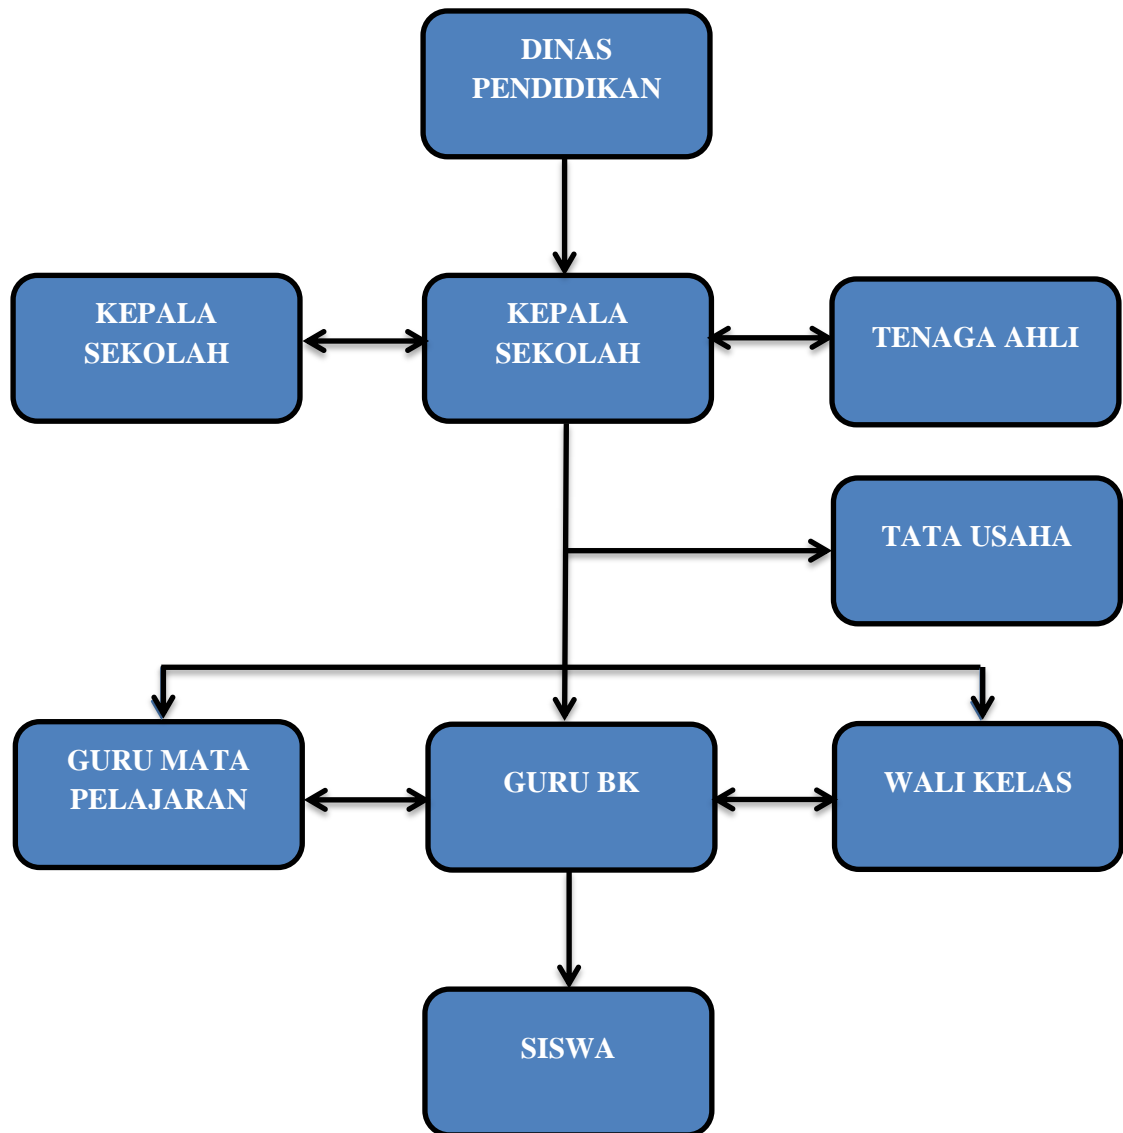 DINAS
PENDIDIKAN
KEPALA
SEKOLAH
KEPALA
SEKOLAH
TENAGA AHLI
TATA USAHA
GURU MATA
PELAJARAN
GURU BK
WALI KELAS
SISWA